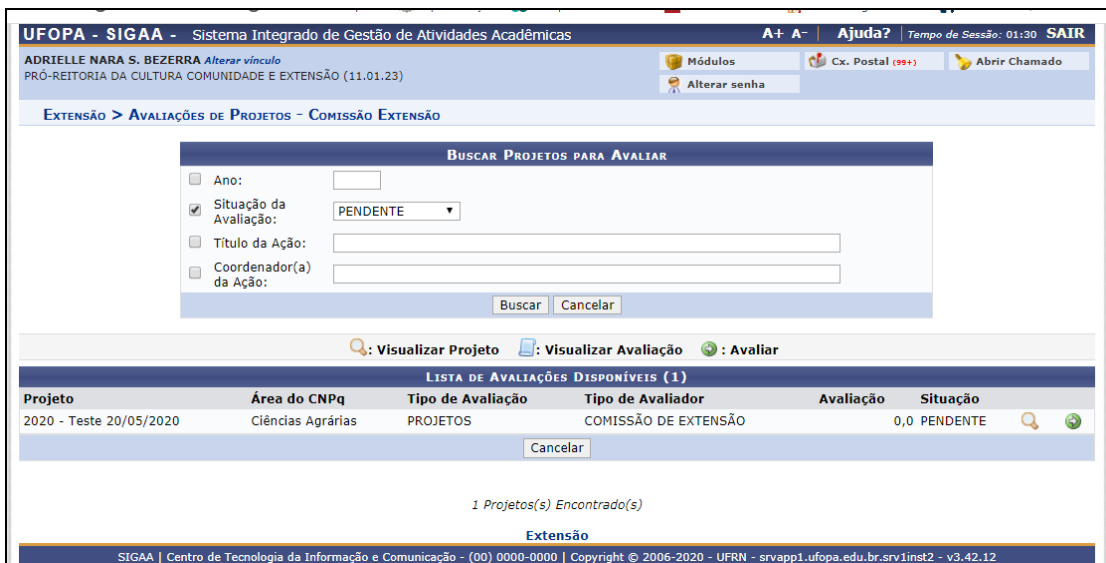 UFOPA - SIGAA - Sistema Integrado de Gestão de Atividades Acadêmicas A+ A- | Ajuda? | Tempo de Sessão: 01:30 SAIR
ADRIELLE NARA S. BEZERRA Alterar vínculo Módulos Cx. Postal (99+) Abrir Chamado
PRÓ-REITORIA DA CULTURA COMUNIDADE E EXTENSÃO (11.01.23)
Alterar senha
EXTENSÃO > AVALIAÇÕES DE PROJETOS - COMISSÃO EXTENSÃO
BUSCAR PROJETOS PARA AVALIAR
Ano:
Situação da Avaliação: PENDENTE
Título da Ação:
Coordenador(a) da Ação:
Buscar Cancelar
: Visualizar Projeto : Visualizar Avaliação : Avaliar
LISTA DE AVALIAÇÕES DISPONÍVEIS (1)
Projeto Área do CNPq Tipo de Avaliação Tipo de Avaliador Avaliação Situação
2020 - Teste 20/05/2020 Ciências Agrárias PROJETOS COMISSÃO DE EXTENSÃO 0,0 PENDENTE
Cancelar
1 Projetos(s) Encontrado(s)
Extensão
SIGAA | Centro de Tecnologia da Informação e Comunicação - (00) 0000-0000 | Copyright © 2006-2020 - UFRN - srvapp1.ufopa.edu.br.srv1inst2 - v3.42.12